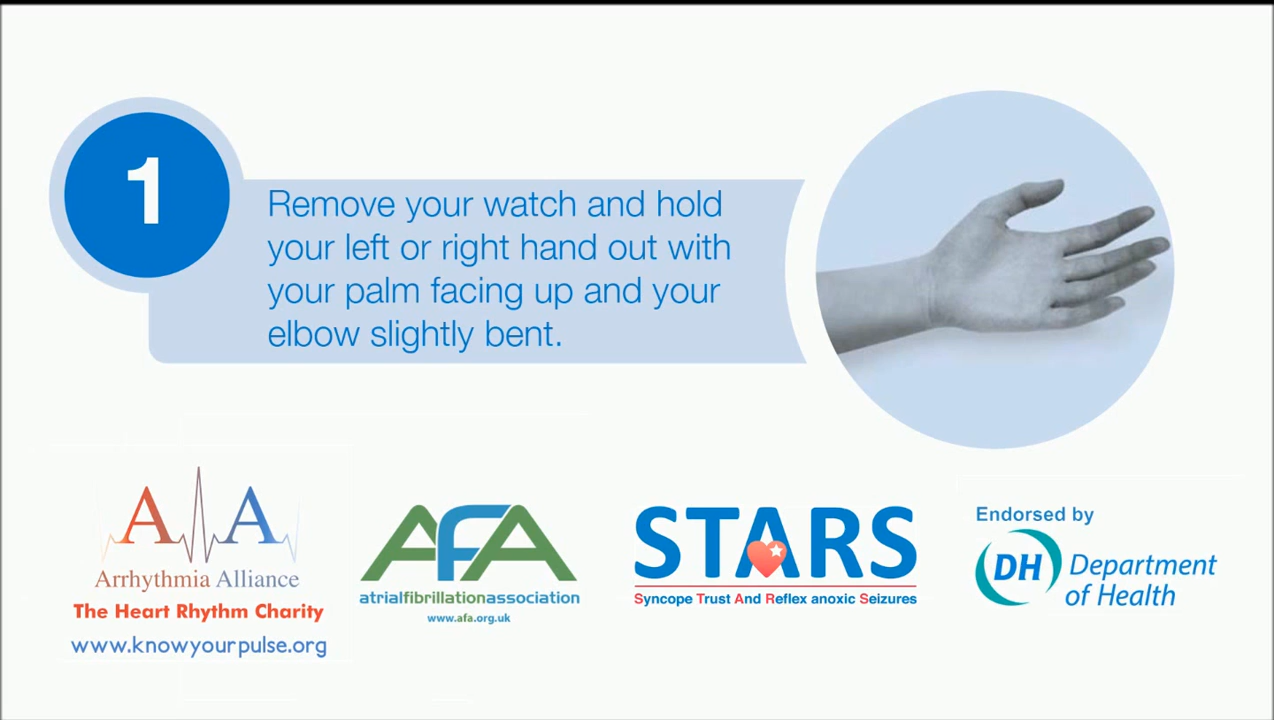 1
Remove your watch and hold
your left or right hand out with
your palm facing up and your
elbow slightly bent.
A A
Arrhythmia Alliance
The Heart Rhythm Charity
www.knowyourpulse.org
AfA
atrialfibrillationassociation
www.afa.org.uk
STARS
Syncope Trust And Reflex anoxic Seizures
Endorsed by
DH Department
of Health